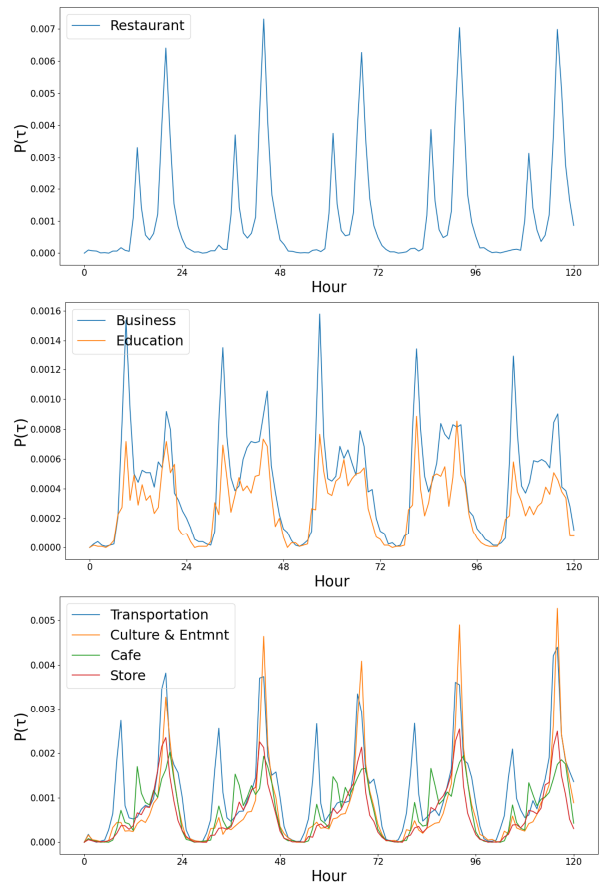 Restaurant
0.007
0.006
0.005
0.004
0.003
0.002
0.001
0.000
P(τ)
0 24 48 72 96 120
Hour
Business
Education
0.0016
0.0014
0.0012
0.0010
0.0008
0.0006
0.0004
0.0002
0.0000
P(τ)
0 24 48 72 96 120
Hour
Transportation
Culture & Entmnt
Cafe
Store
0.005
0.004
0.003
0.002
0.001
0.000
P(τ)
0 24 48 72 96 120
Hour